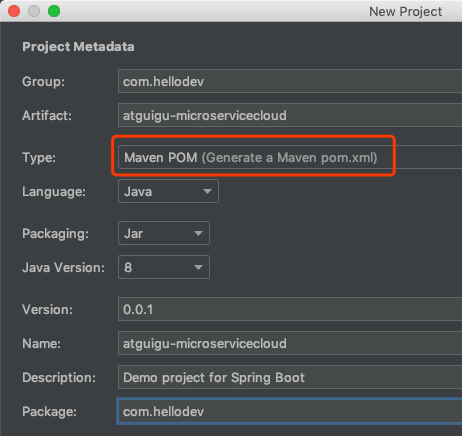 New Project
Project Metadata
Group: com.hellodev
Artifact: atguigu-microservicecloud
Type: Maven POM (Generate a Maven pom.xml)
Language: Java
Packaging: Jar
Java Version: 8
Version: 0.0.1
Name: atguigu-microservicecloud
Description: Demo project for Spring Boot
Package: com.hellodev